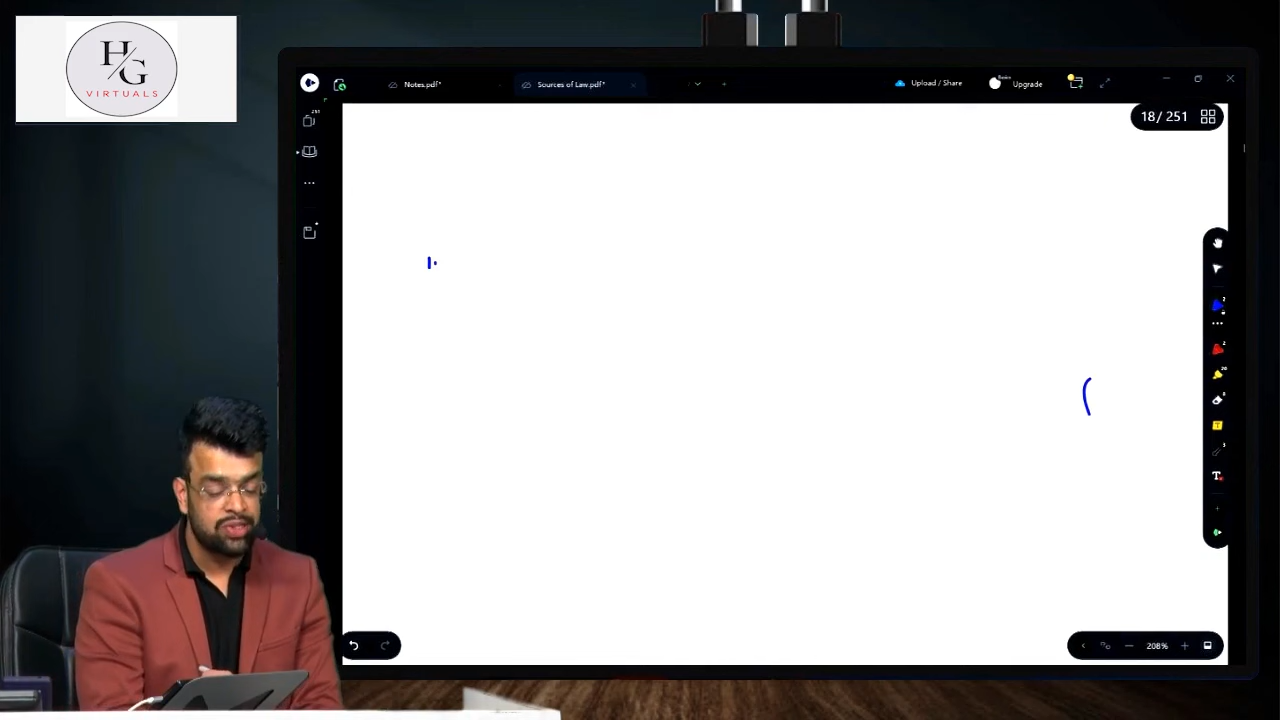 H/G
VIRTUALS
Notes.pdf*
Sources of Law.pdf*
Upload / Share
Upgrade
18/ 251
1.
(
T
208%